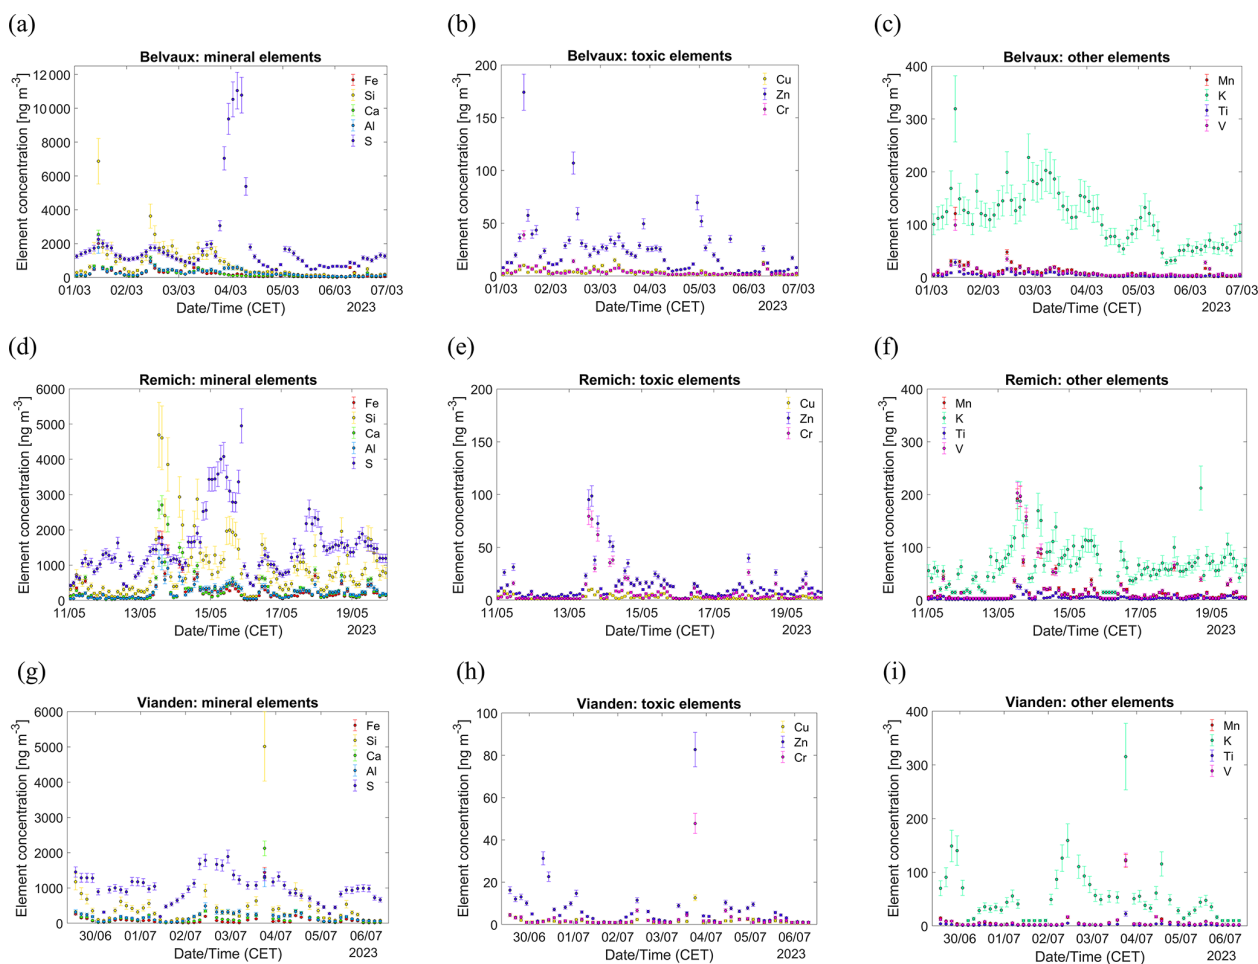 (a)
Belvaux: mineral elements
Element concentration [ng m-3]
12 000
10 000
8000
6000
4000
2000
0
Fe
Si
Ca
Al
S
01/03 02/03 03/03 04/03 05/03 06/03 07/03
Date/Time (CET) 2023
(b)
Belvaux: toxic elements
Element concentration [ng m-3]
200
150
100
50
0
Cu
Zn
Cr
01/03 02/03 03/03 04/03 05/03 06/03 07/03
Date/Time (CET) 2023
(c)
Belvaux: other elements
Element concentration [ng m-3]
400
300
200
100
0
Mn
K
Ti
V
01/03 02/03 03/03 04/03 05/03 06/03 07/03
Date/Time (CET) 2023
(d)
Remich: mineral elements
Element concentration [ng m-3]
6000
5000
4000
3000
2000
1000
0
Fe
Si
Ca
Al
S
11/05 13/05 15/05 17/05 19/05
Date/Time (CET) 2023
(e)
Remich: toxic elements
Element concentration [ng m-3]
200
150
100
50
0
Cu
Zn
Cr
11/05 13/05 15/05 17/05 19/05
Date/Time (CET) 2023
(f)
Remich: other elements
Element concentration [ng m-3]
400
300
200
100
0
Mn
K
Ti
V
11/05 13/05 15/05 17/05 19/05
Date/Time (CET) 2023
(g)
Vianden: mineral elements
Element concentration [ng m-3]
6000
5000
4000
3000
2000
1000
0
Fe
Si
Ca
Al
S
30/06 01/07 02/07 03/07 04/07 05/07 06/07
Date/Time (CET) 2023
(h)
Vianden: toxic elements
Element concentration [ng m-3]
100
80
60
40
20
0
Cu
Zn
Cr
30/06 01/07 02/07 03/07 04/07 05/07 06/07
Date/Time (CET) 2023
(i)
Vianden: other elements
Element concentration [ng m-3]
400
300
200
100
0
Mn
K
Ti
V
30/06 01/07 02/07 03/07 04/07 05/07 06/07
Date/Time (CET) 2023